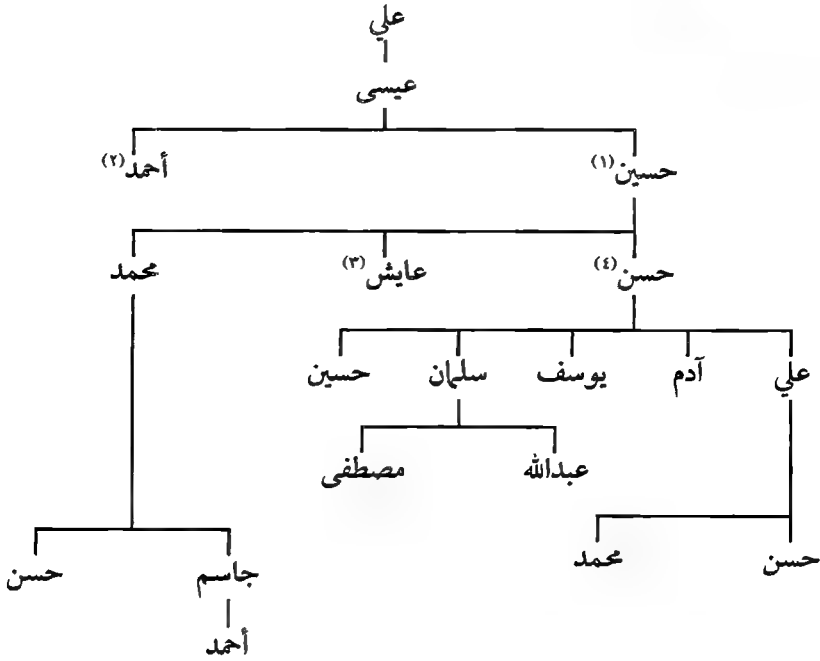 علي
عيسى
حسين (١) أحمد (٢)
حسن (٤) عايش (٣) محمد
علي آدم يوسف سلمان حسين
عبدالله مصطفى
حسن محمد جاسم حسن
أحمد